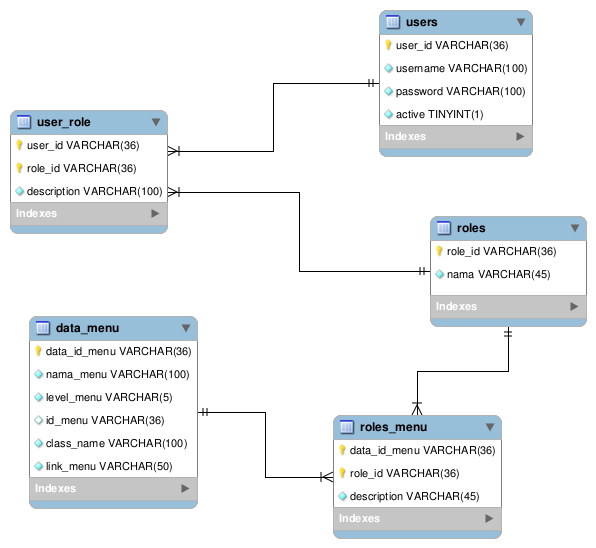 users
user_id VARCHAR(36)
username VARCHAR(100)
password VARCHAR(100)
active TINYINT(1)
Indexes
user_role
user_id VARCHAR(36)
role_id VARCHAR(36)
description VARCHAR(100)
Indexes
roles
role_id VARCHAR(36)
nama VARCHAR(45)
Indexes
data_menu
data_id_menu VARCHAR(36)
nama_menu VARCHAR(100)
level_menu VARCHAR(5)
id_menu VARCHAR(36)
class_name VARCHAR(100)
link_menu VARCHAR(50)
Indexes
roles_menu
data_id_menu VARCHAR(36)
role_id VARCHAR(36)
description VARCHAR(45)
Indexes